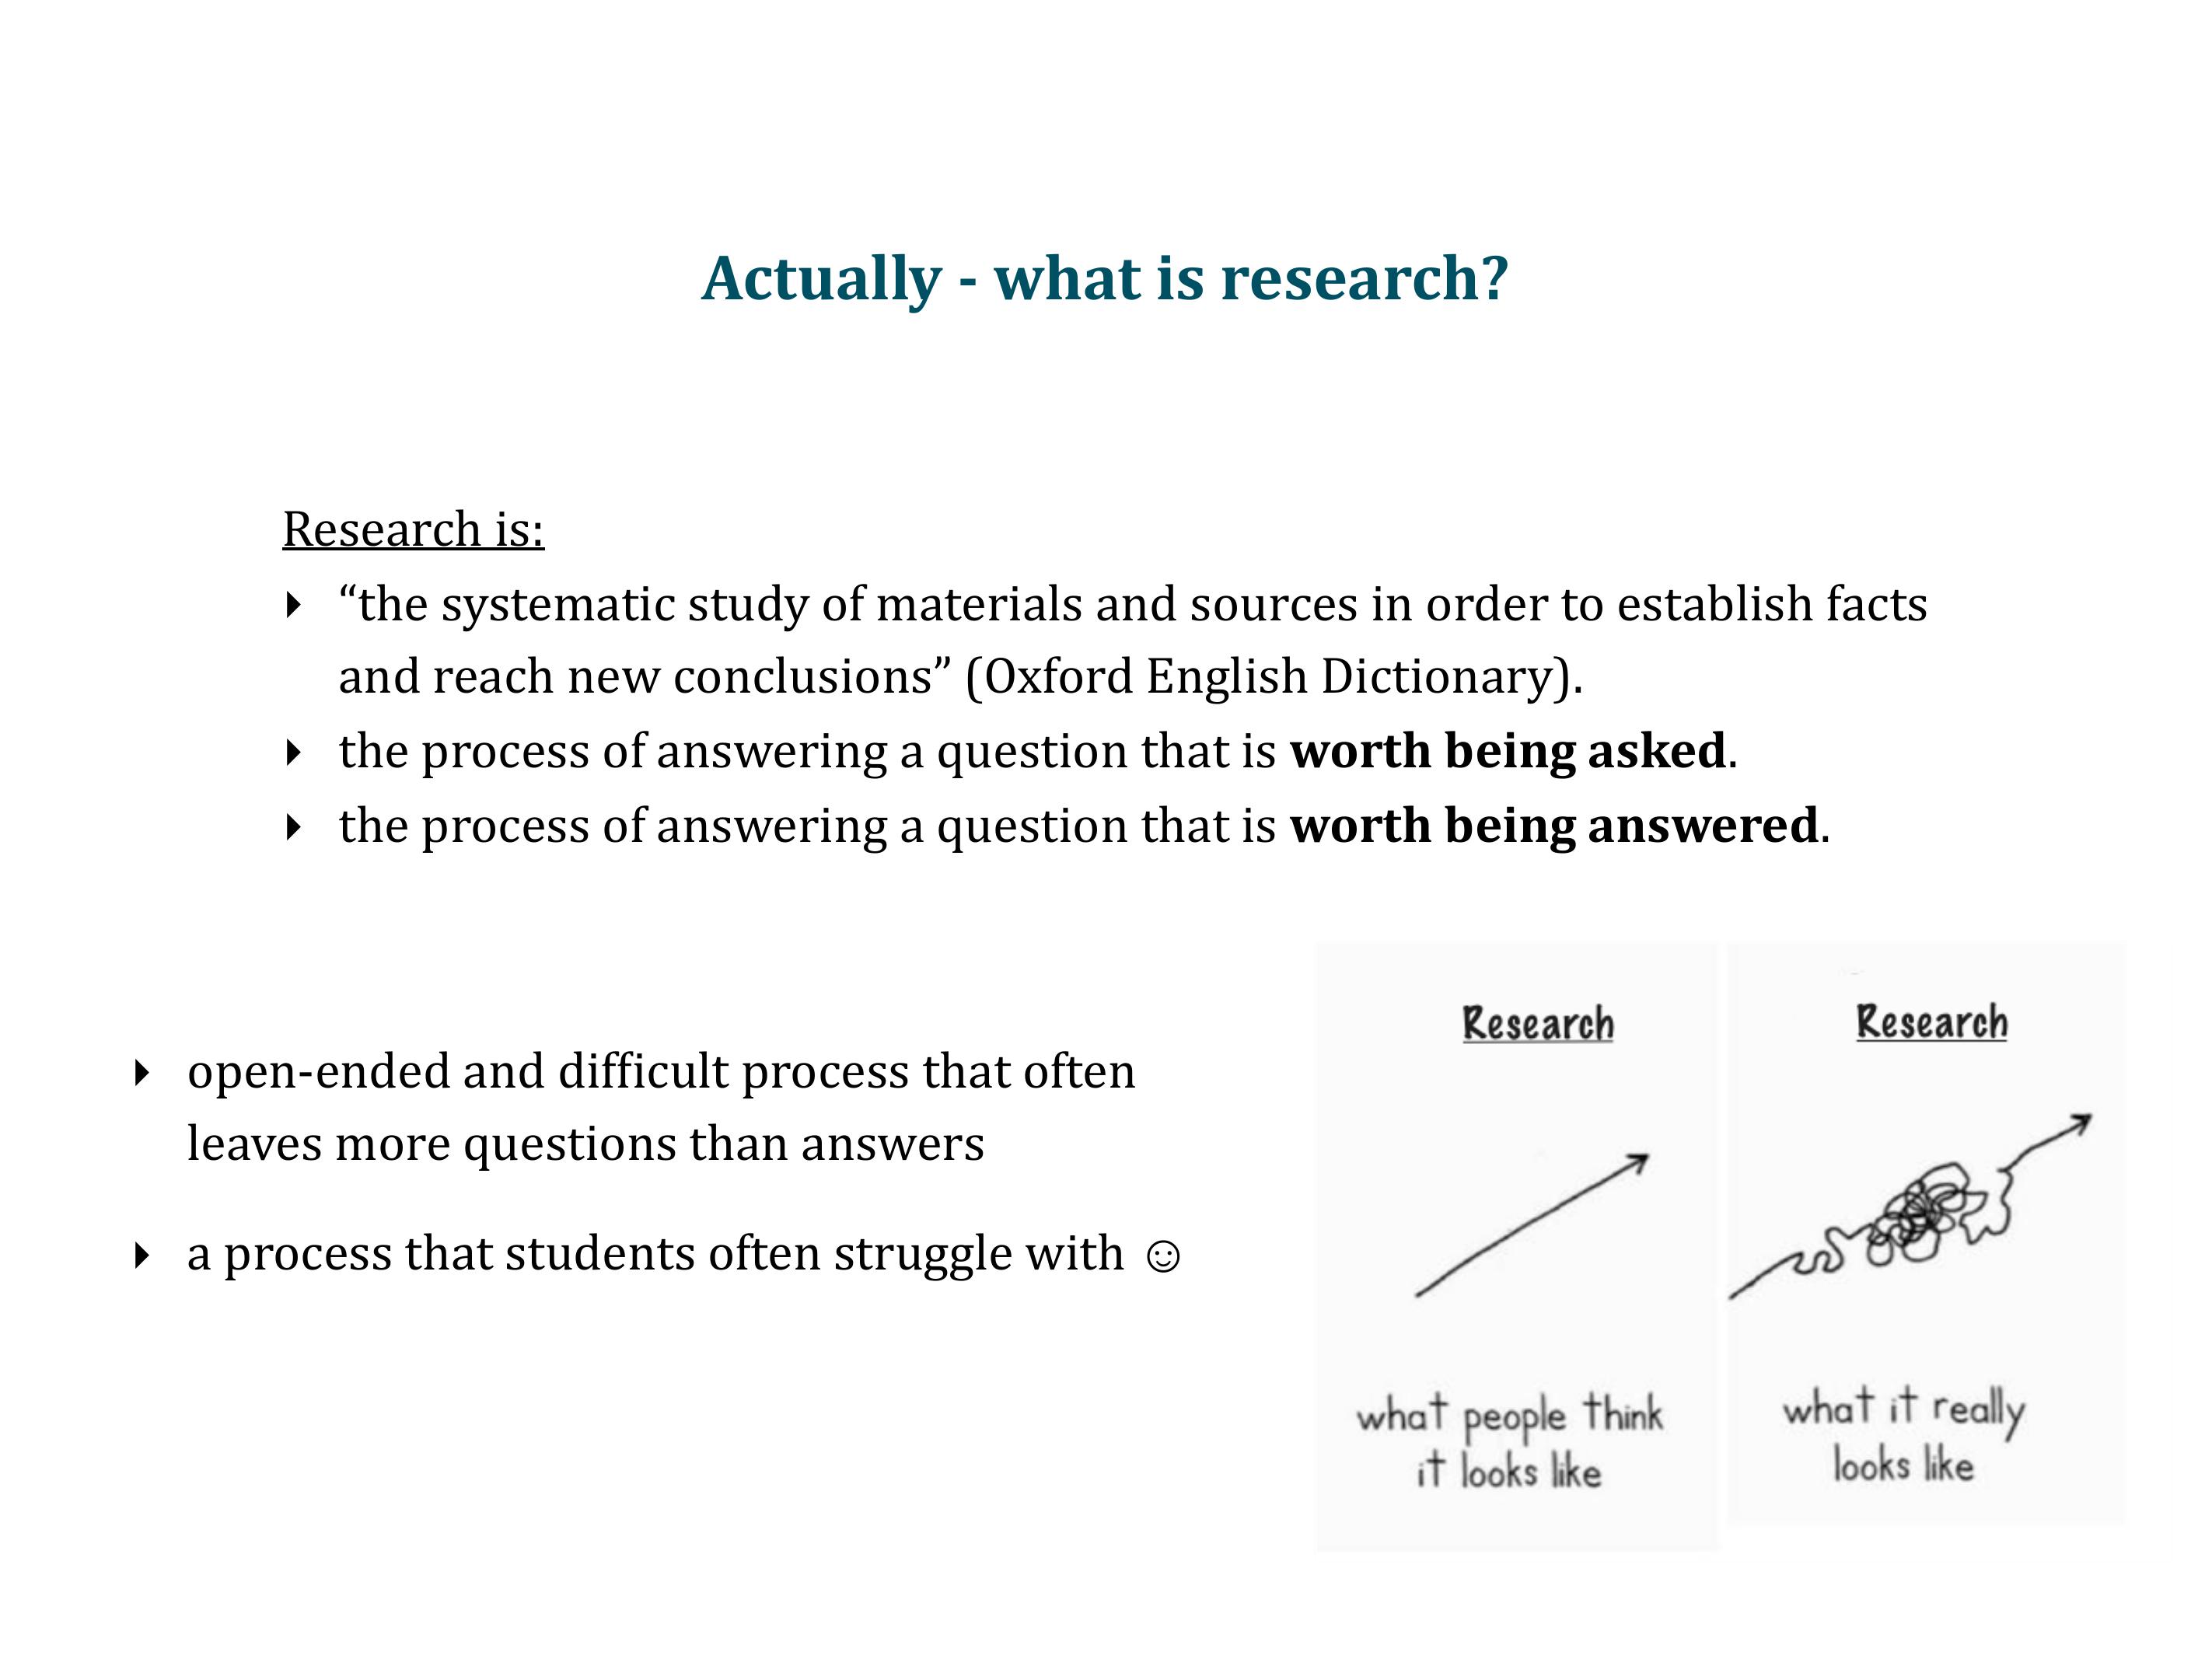 Actually - what is research?
Research is:
“the systematic study of materials and sources in order to establish facts
and reach new conclusions” (Oxford English Dictionary).
the process of answering a question that is worth being asked.
the process of answering a question that is worth being answered.
open-ended and difficult process that often
leaves more questions than answers
a process that students often struggle with ☺
Research
what people think
it looks like
Research
what it really
looks like